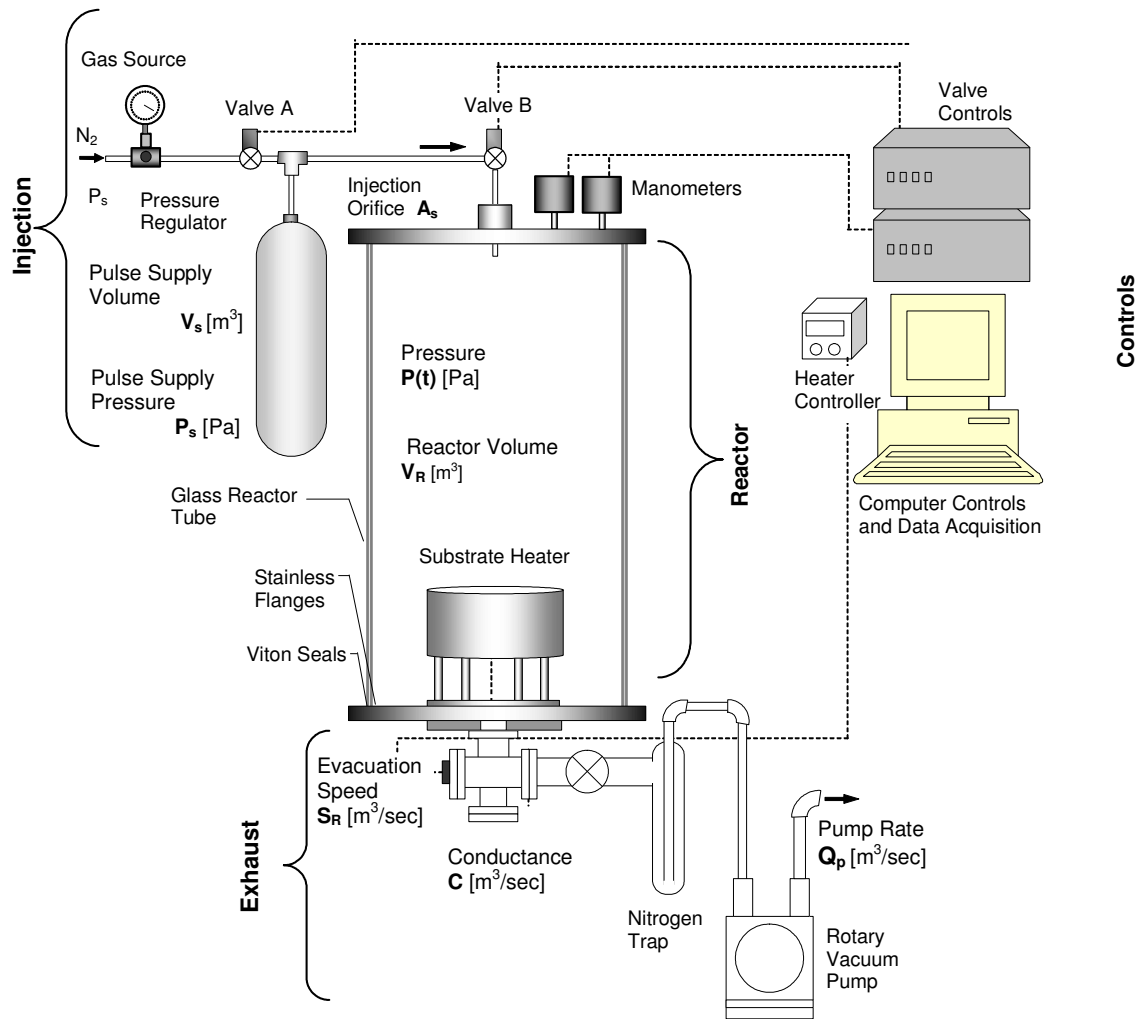 Injection
Gas Source
N2
Ps
Pressure
Regulator
Valve A
Valve B
Injection
Orifice As
Manometers
Valve
Controls
Controls
Pulse Supply
Volume
Vs [m3]
Pulse Supply
Pressure
Ps [Pa]
Pressure
P(t) [Pa]
Reactor Volume
VR [m3]
Reactor
Heater
Controller
Computer Controls
and Data Acquisition
Glass Reactor
Tube
Substrate Heater
Stainless
Flanges
Viton Seals
Exhaust
Evacuation
Speed
SR [m3/sec]
Conductance
C [m3/sec]
Nitrogen
Trap
Pump Rate
Qp [m3/sec]
Rotary
Vacuum
Pump